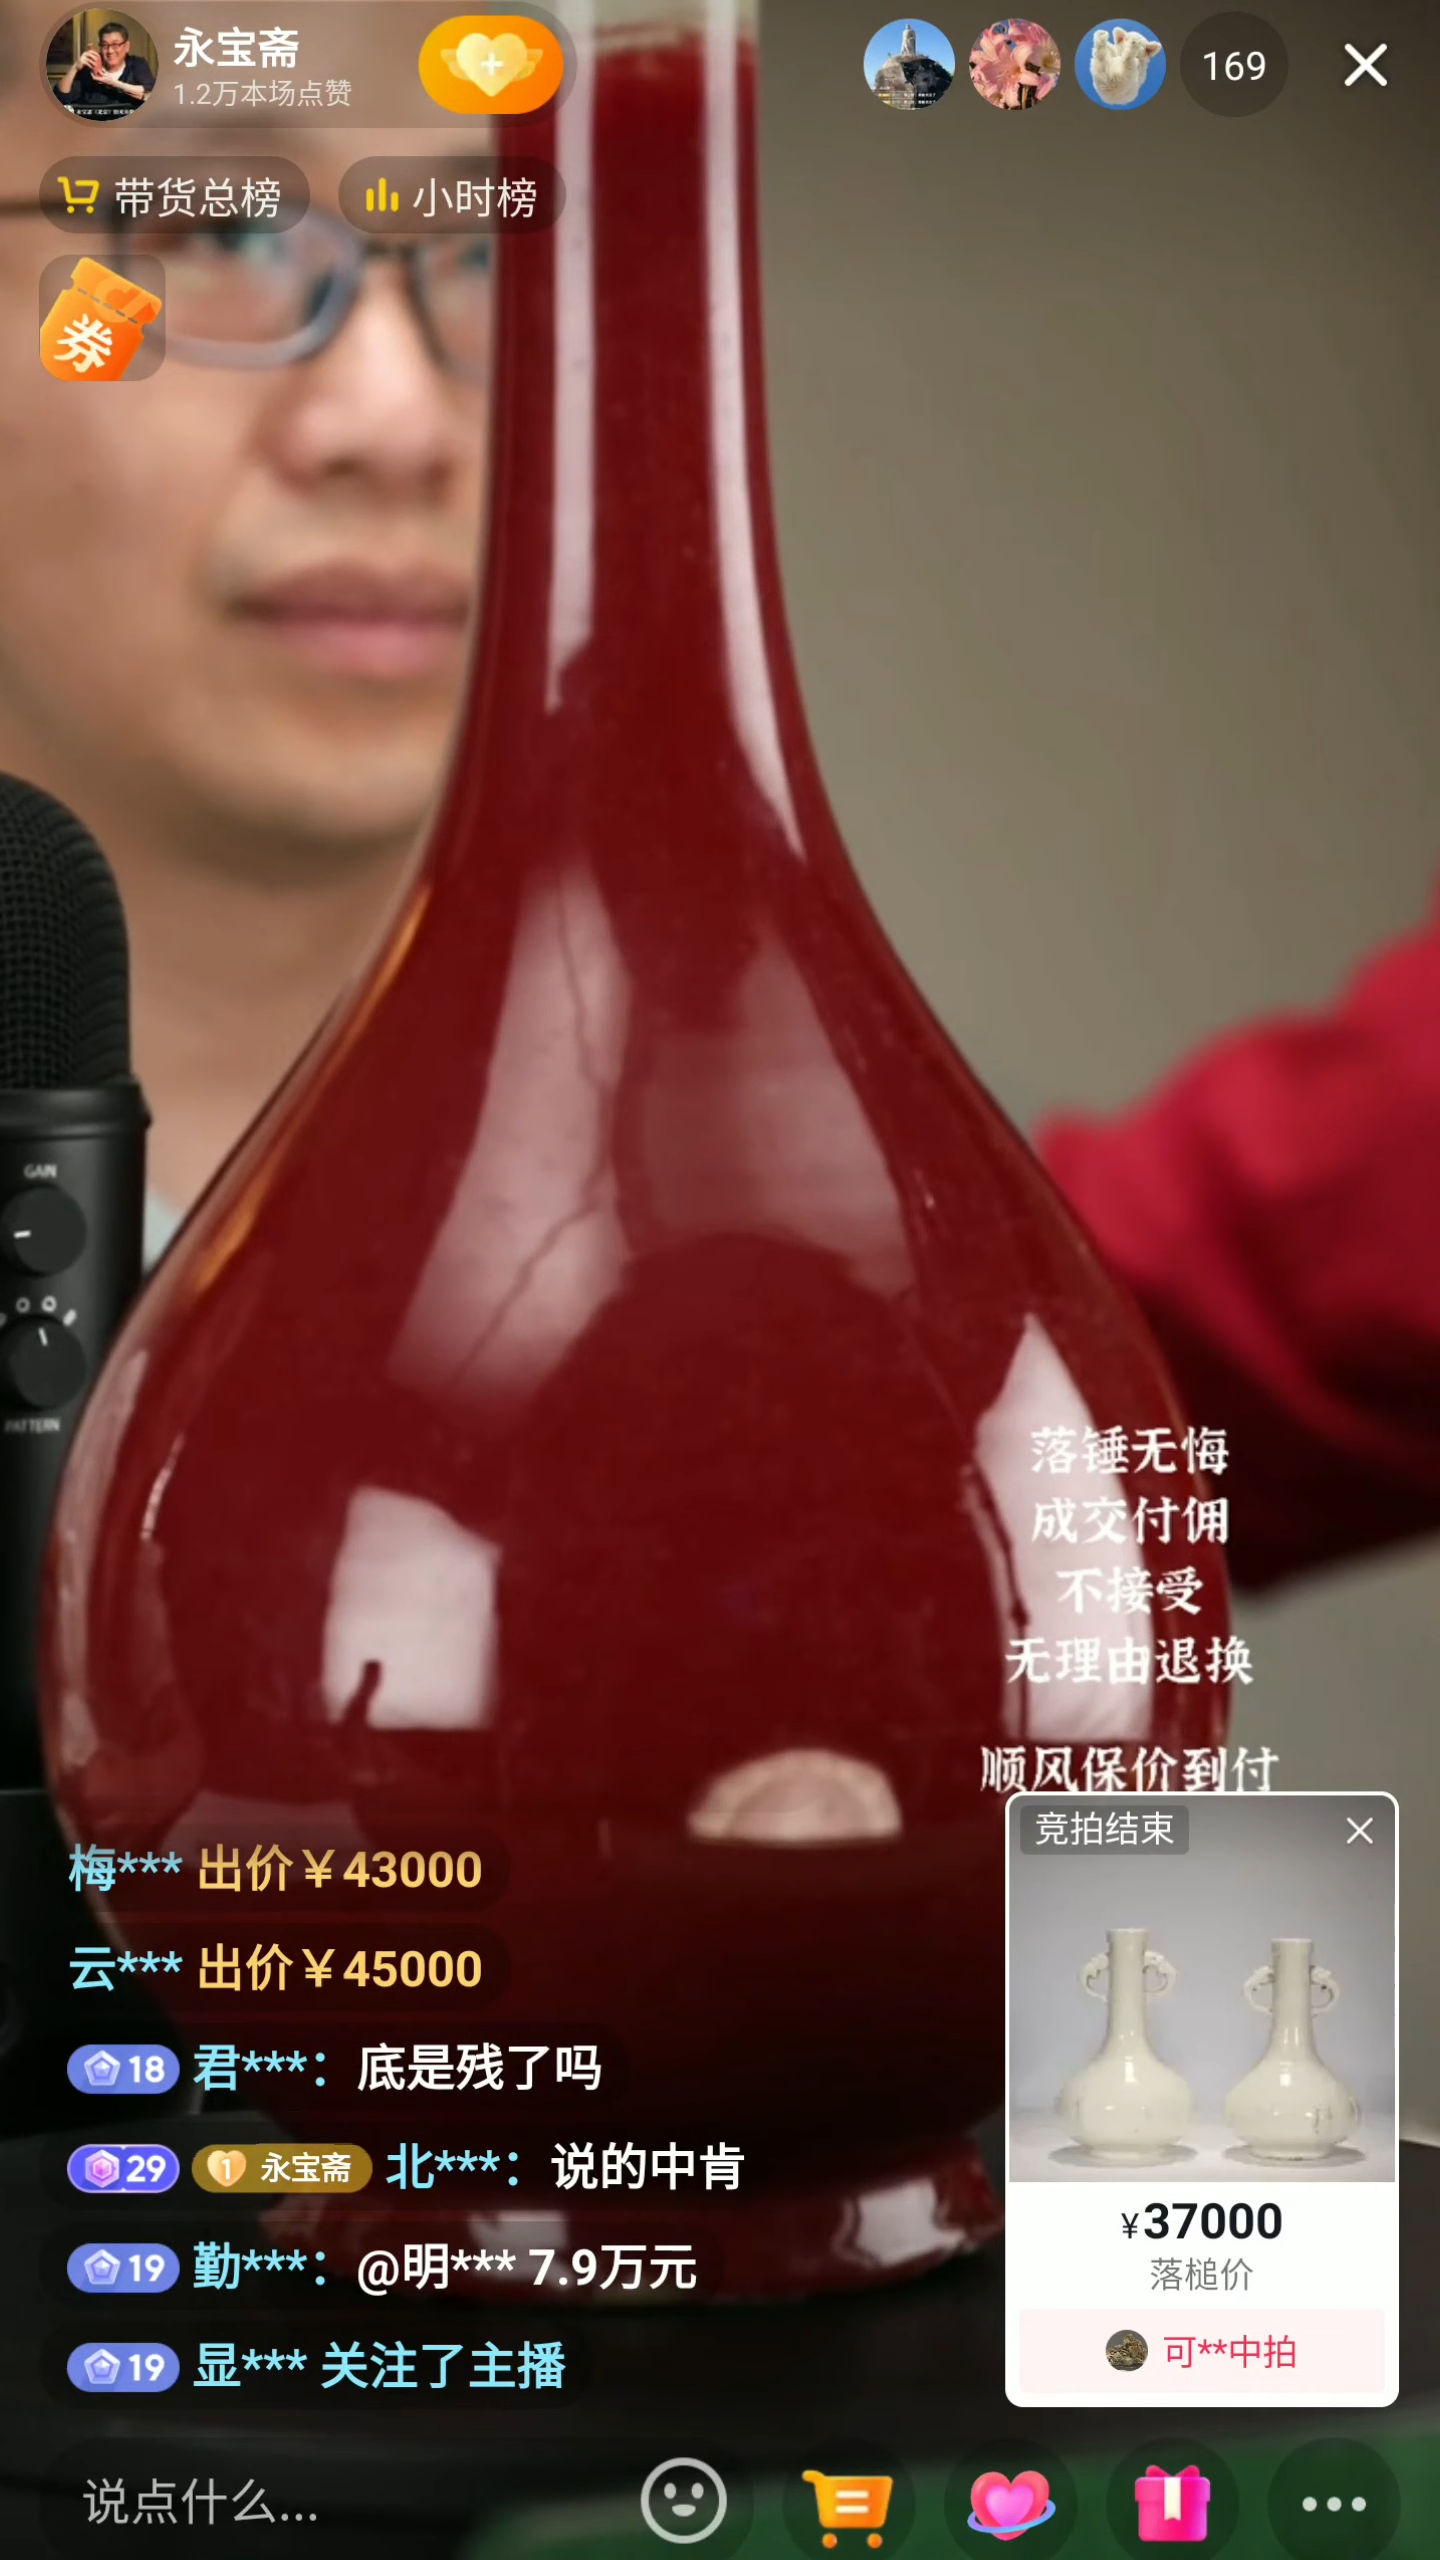 永宝斋
1.2万本场点赞
169
带货总榜
小时榜
券
GAIN
PATTERN
落锤无悔
成交付佣
不接受
无理由退换
顺风保价到付
竞拍结束
¥37000
落槌价
可**中拍
梅*** 出价￥43000
云*** 出价￥45000
18 君***：底是残了吗
29 1 永宝斋 北***：说的中肯
19 勤***：@明*** 7.9万元
19 显*** 关注了主播
说点什么...